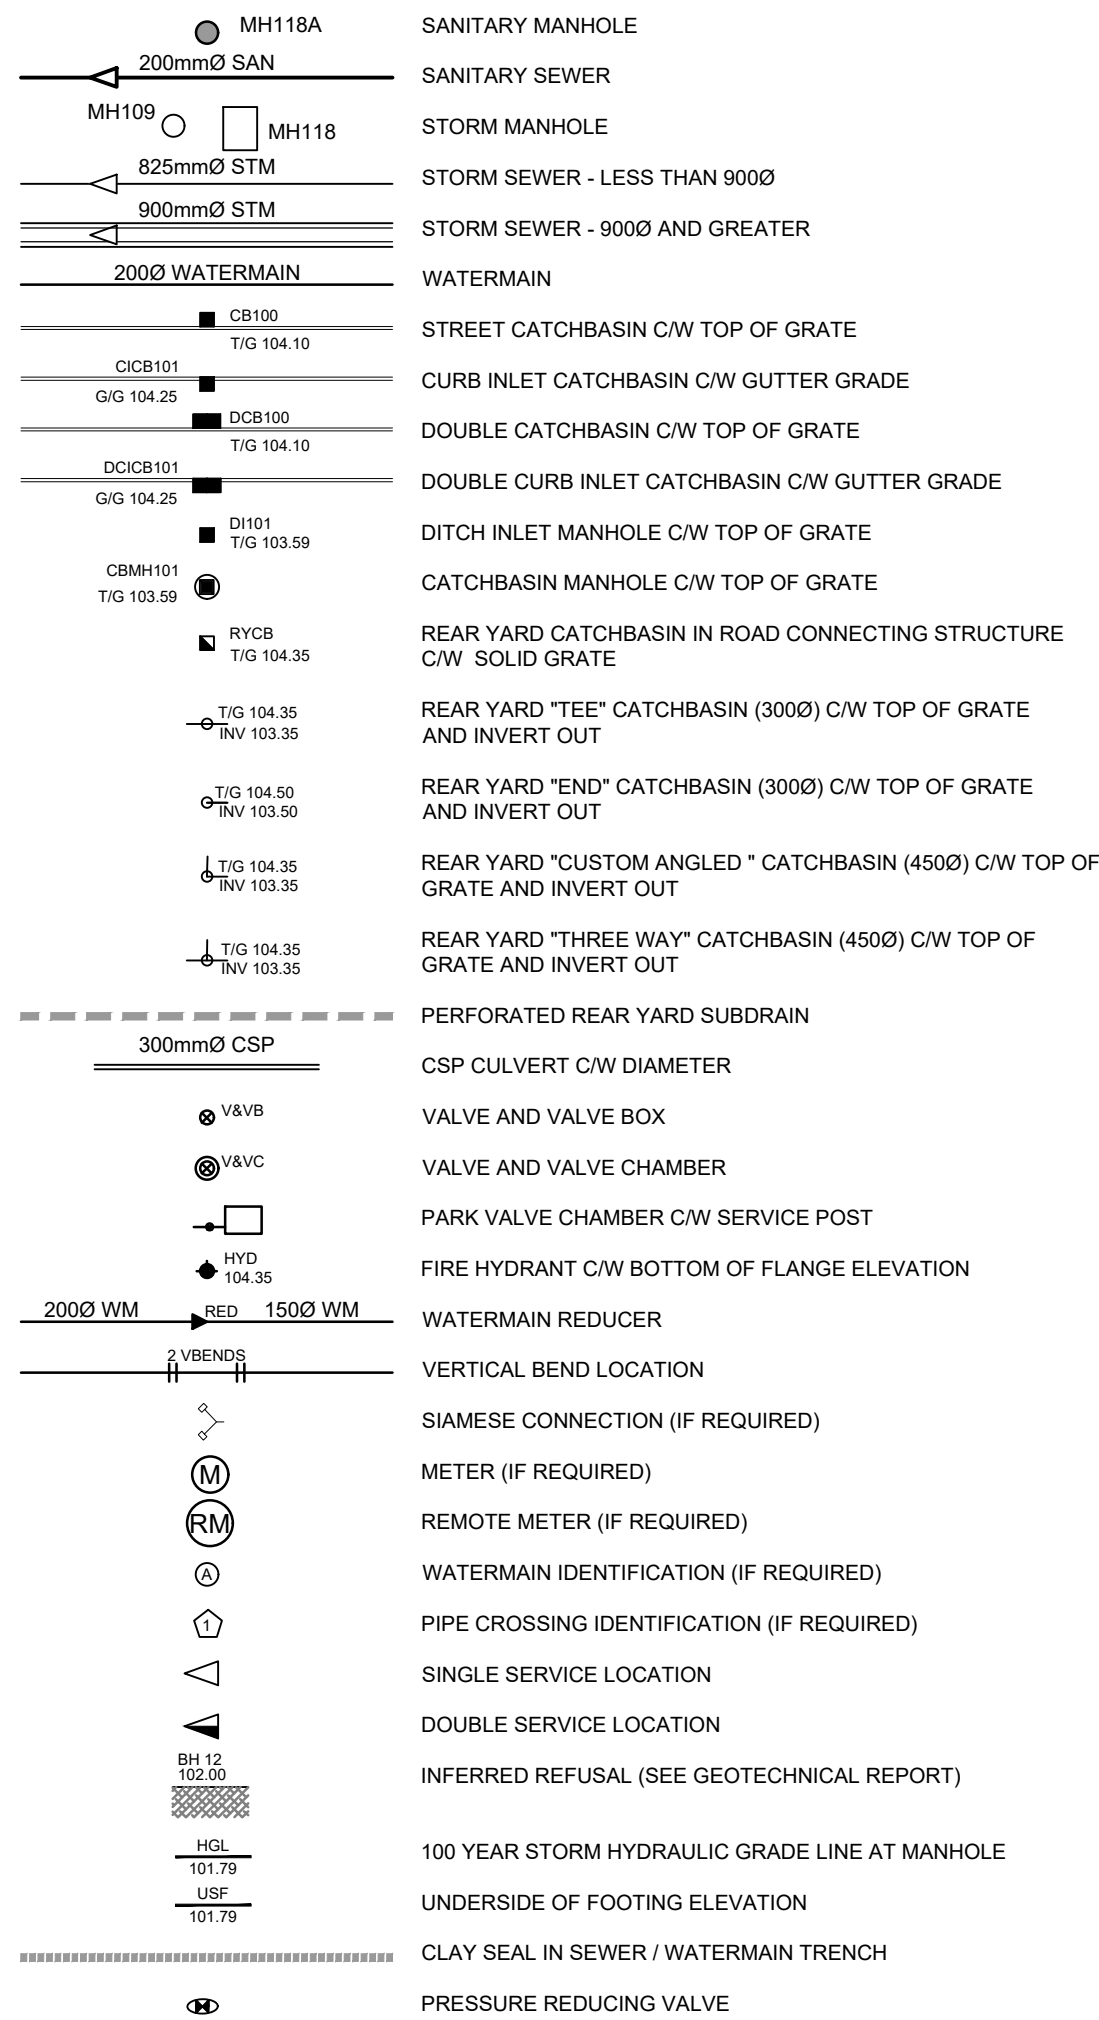 MH118A SANITARY MANHOLE
200mmØ SAN SANITARY SEWER
MH109 MH118 STORM MANHOLE
825mmØ STM STORM SEWER - LESS THAN 900Ø
900mmØ STM STORM SEWER - 900Ø AND GREATER
200Ø WATERMAIN WATERMAIN
CB100
T/G 104.10
STREET CATCHBASIN C/W TOP OF GRATE
CICB101
G/G 104.25
CURB INLET CATCHBASIN C/W GUTTER GRADE
DCB100
T/G 104.10
DOUBLE CATCHBASIN C/W TOP OF GRATE
DCICB101
G/G 104.25
DOUBLE CURB INLET CATCHBASIN C/W GUTTER GRADE
DI101
T/G 103.59
DITCH INLET MANHOLE C/W TOP OF GRATE
CBMH101
T/G 103.59
CATCHBASIN MANHOLE C/W TOP OF GRATE
RYCB
T/G 104.35
REAR YARD CATCHBASIN IN ROAD CONNECTING STRUCTURE
C/W SOLID GRATE
T/G 104.35
INV 103.35
REAR YARD "TEE" CATCHBASIN (300Ø) C/W TOP OF GRATE
AND INVERT OUT
T/G 104.50
INV 103.50
REAR YARD "END" CATCHBASIN (300Ø) C/W TOP OF GRATE
AND INVERT OUT
T/G 104.35
INV 103.35
REAR YARD "CUSTOM ANGLED " CATCHBASIN (450Ø) C/W TOP OF
GRATE AND INVERT OUT
T/G 104.35
INV 103.35
REAR YARD "THREE WAY" CATCHBASIN (450Ø) C/W TOP OF
GRATE AND INVERT OUT
PERFORATED REAR YARD SUBDRAIN
300mmØ CSP CSP CULVERT C/W DIAMETER
V&VB VALVE AND VALVE BOX
V&VC VALVE AND VALVE CHAMBER
PARK VALVE CHAMBER C/W SERVICE POST
HYD
104.35
FIRE HYDRANT C/W BOTTOM OF FLANGE ELEVATION
200Ø WM RED 150Ø WM WATERMAIN REDUCER
2 VBENDS VERTICAL BEND LOCATION
SIAMESE CONNECTION (IF REQUIRED)
M METER (IF REQUIRED)
RM REMOTE METER (IF REQUIRED)
A WATERMAIN IDENTIFICATION (IF REQUIRED)
1 PIPE CROSSING IDENTIFICATION (IF REQUIRED)
SINGLE SERVICE LOCATION
DOUBLE SERVICE LOCATION
BH 12
102.00
INFERRED REFUSAL (SEE GEOTECHNICAL REPORT)
HGL
101.79
100 YEAR STORM HYDRAULIC GRADE LINE AT MANHOLE
USF
101.79
UNDERSIDE OF FOOTING ELEVATION
CLAY SEAL IN SEWER / WATERMAIN TRENCH
PRESSURE REDUCING VALVE